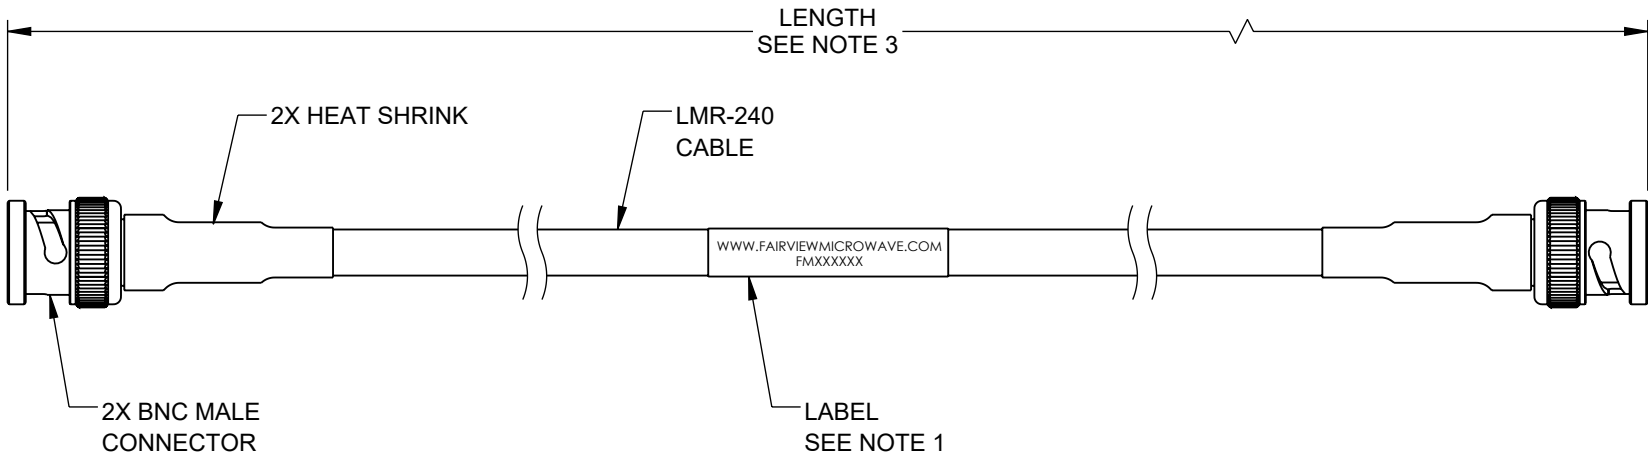 LENGTH
SEE NOTE 3
2X HEAT SHRINK
LMR-240
CABLE
WWW.FAIRVIEWMICROWAVE.COM
FMXXXXXX
2X BNC MALE
CONNECTOR
LABEL
SEE NOTE 1